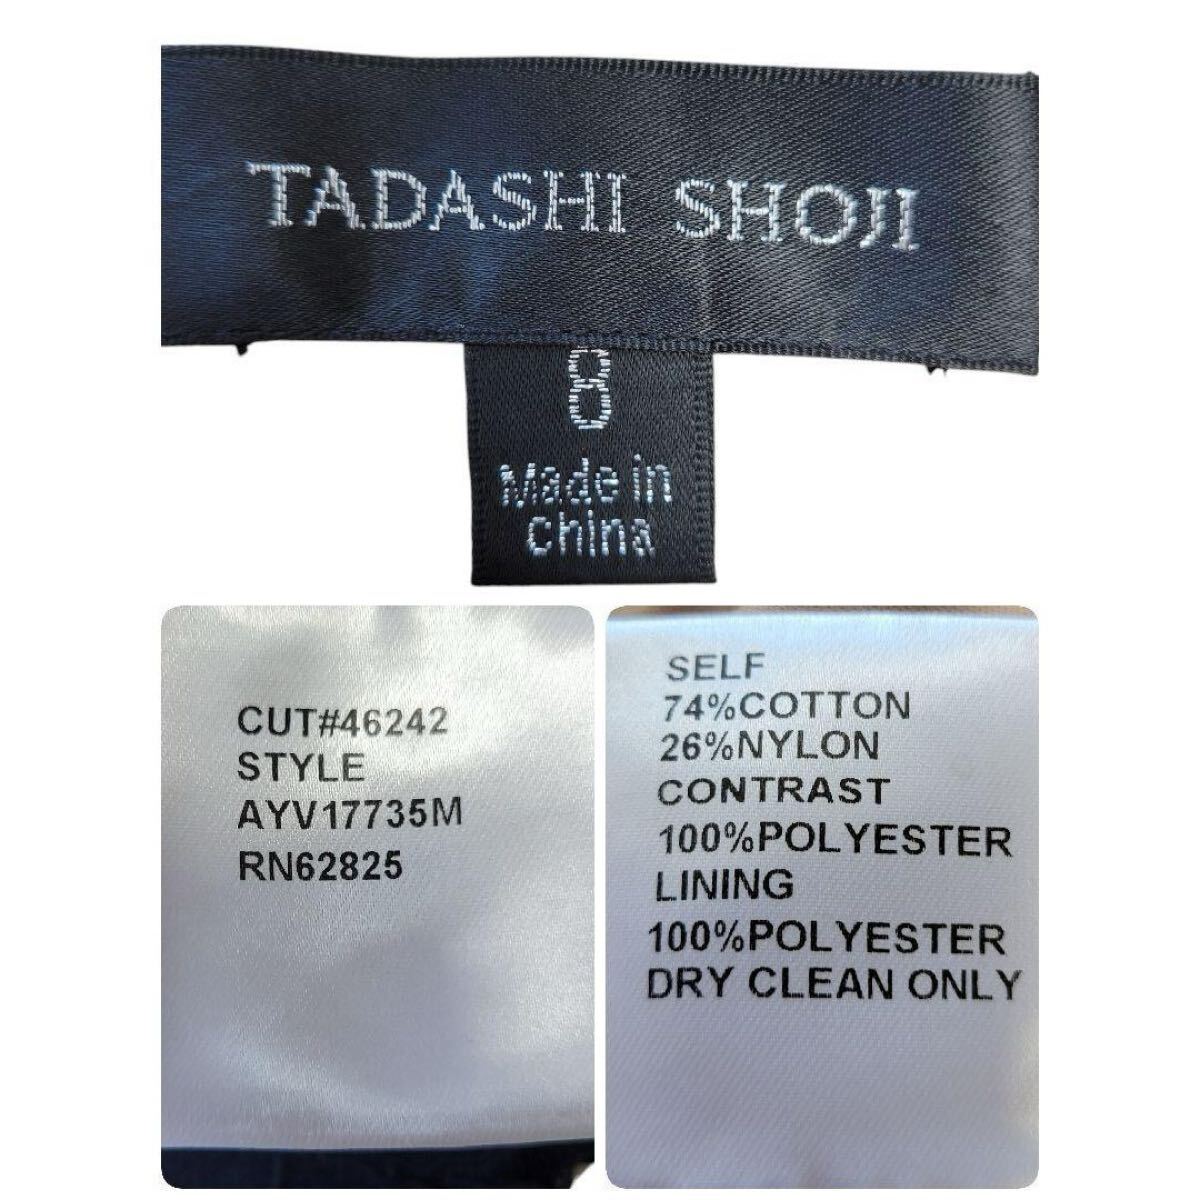 TADASHI SHOJI
8
Made in
China
CUT#46242
STYLE
AYV17735M
RN62825
SELF
74%COTTON
26%NYLON
CONTRAST
100%POLYESTER
LINING
100%POLYESTER
DRY CLEAN ONLY